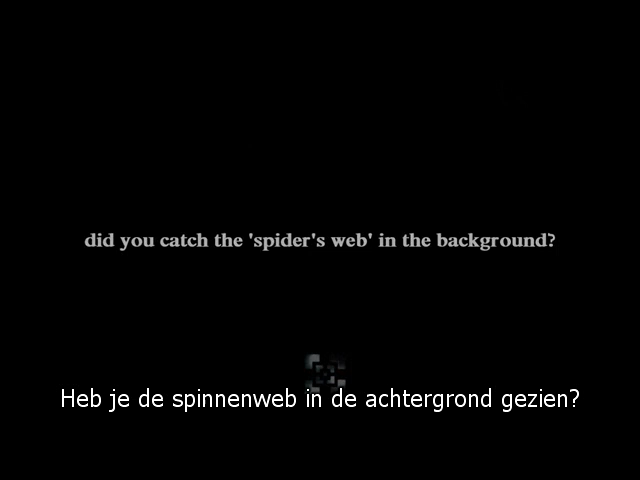 did you catch the 'spider's web' in the background?
Heb je de spinnenweb in de achtergrond gezien?